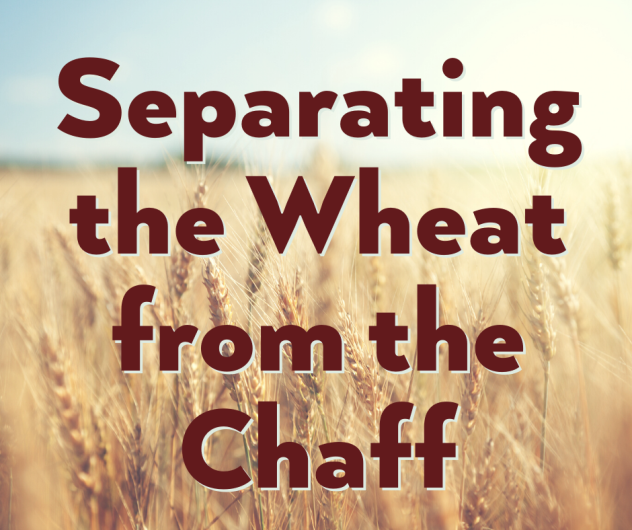 Separating
the Wheat
from the
Chaff